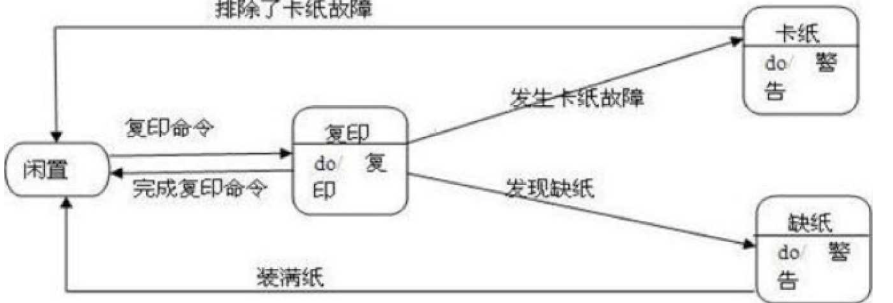 排除了卡纸故障
卡纸
do/ 警
告
发生卡纸故障
复印命令
复印
do/ 复
印
闲置
完成复印命令
发现缺纸
缺纸
do/ 警
告
装满纸